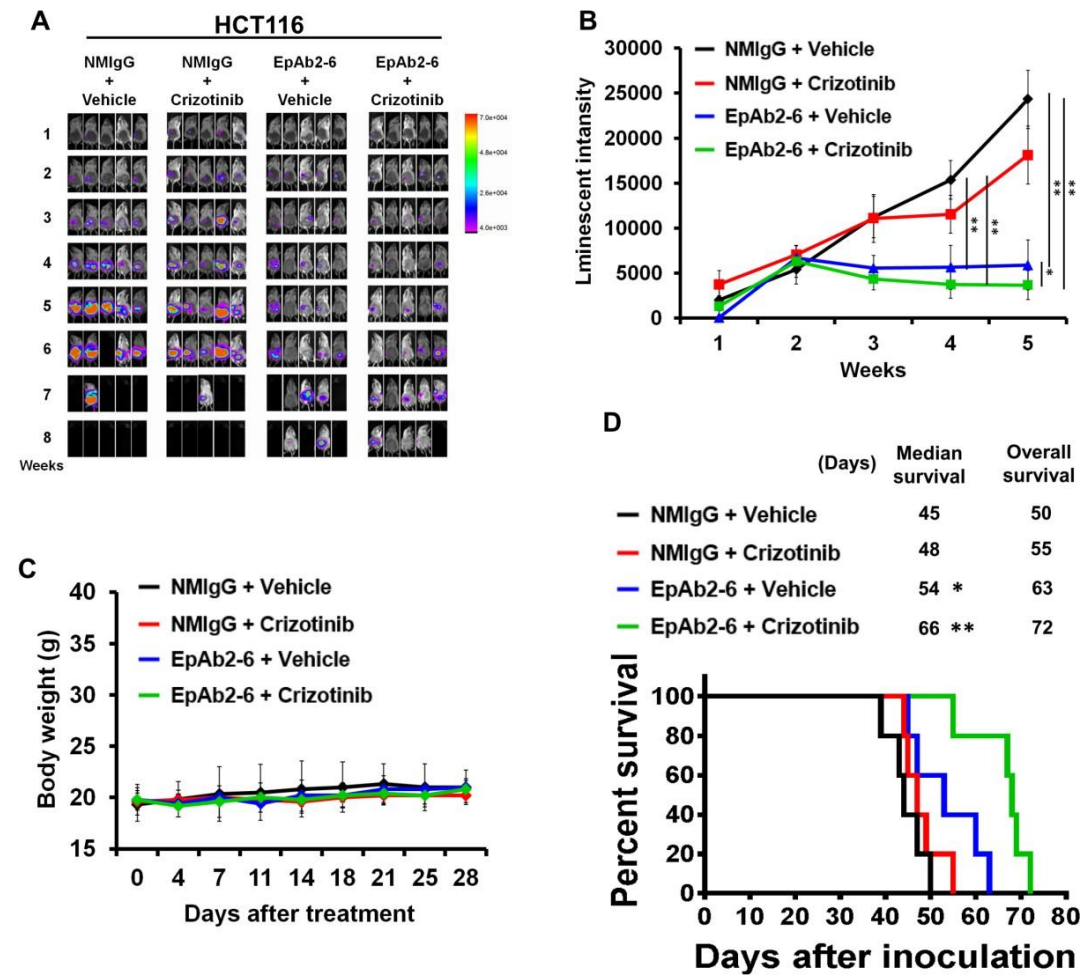 A
HCT116
NMIgG + Vehicle
NMIgG + Crizotinib
EpAb2-6 + Vehicle
EpAb2-6 + Crizotinib
1
2
3
4
5
6
7
8
Weeks
7.0e+004
4.8e+004
4.0e+003
B
NMIgG + Vehicle
NMIgG + Crizotinib
EpAb2-6 + Vehicle
EpAb2-6 + Crizotinib
Lminescent intansity
30000
25000
20000
15000
10000
5000
0
1 2 3 4 5
Weeks
**
**
**
**
*
C
NMIgG + Vehicle
NMIgG + Crizotinib
EpAb2-6 + Vehicle
EpAb2-6 + Crizotinib
Body weight (g)
40
35
30
25
20
15
0 4 7 11 14 18 21 25 28
Days after treatment
D
(Days) Median survival Overall survival
NMIgG + Vehicle 45 50
NMIgG + Crizotinib 48 55
EpAb2-6 + Vehicle 54 * 63
EpAb2-6 + Crizotinib 66 ** 72
Percent survival
100
80
60
40
20
0
0 10 20 30 40 50 60 70 80
Days after inoculation